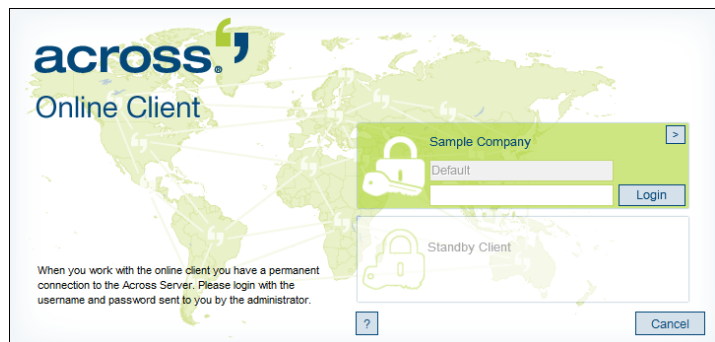 across®
Online Client
Sample Company
>
Default
Login
Standby Client
When you work with the online client you have a permanent
connection to the Across Server. Please login with the
username and password sent to you by the administrator.
?
Cancel